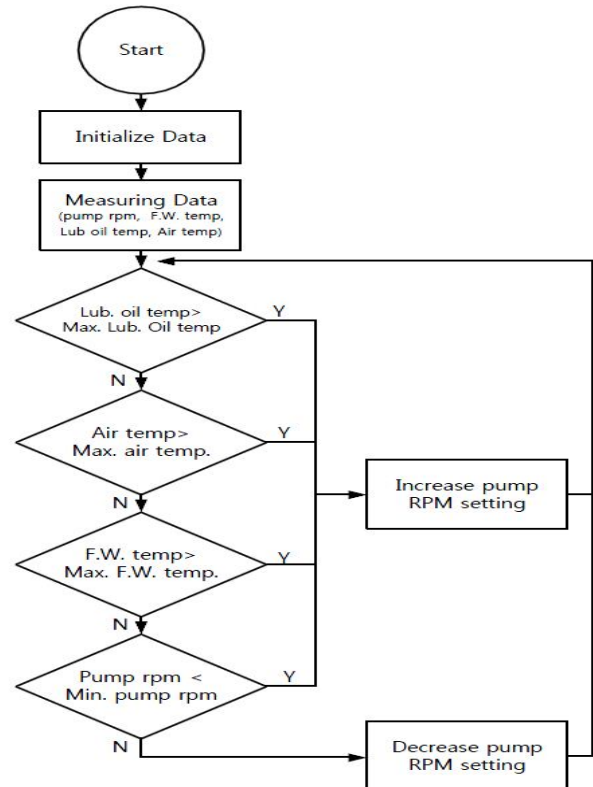 Start
Initialize Data
Measuring Data
(pump rpm, F.W. temp,
Lub oil temp, Air temp)
Lub. oil temp>
Max. Lub. Oil temp
Y
N
Air temp>
Max. air temp.
Y
N
Increase pump
RPM setting
F.W. temp>
Max. F.W. temp.
Y
N
Pump rpm <
Min. pump rpm
Y
N
Decrease pump
RPM setting